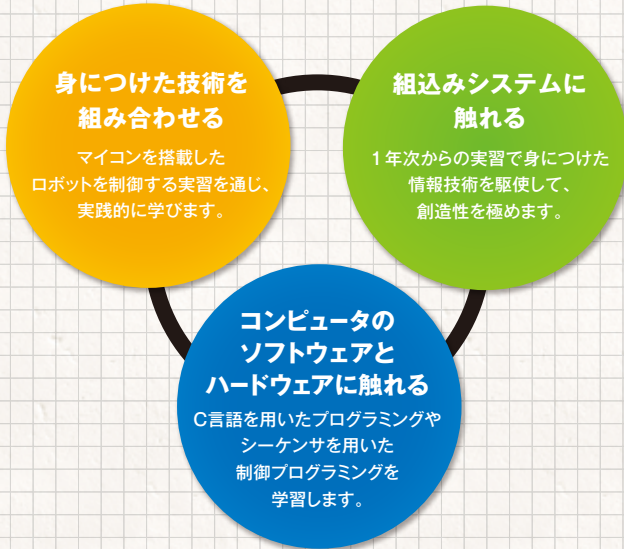 身につけた技術を
組み合わせる
マイコンを搭載した
ロボットを制御する実習を通じ、
実践的に学びます。
組込みシステムに
触れる
1年次からの実習で身につけた
情報技術を駆使して、
創造性を極めます。
コンピュータの
ソフトウェアと
ハードウェアに触れる
C言語を用いたプログラミングや
シーケンサを用いた
制御プログラミングを
学習します。